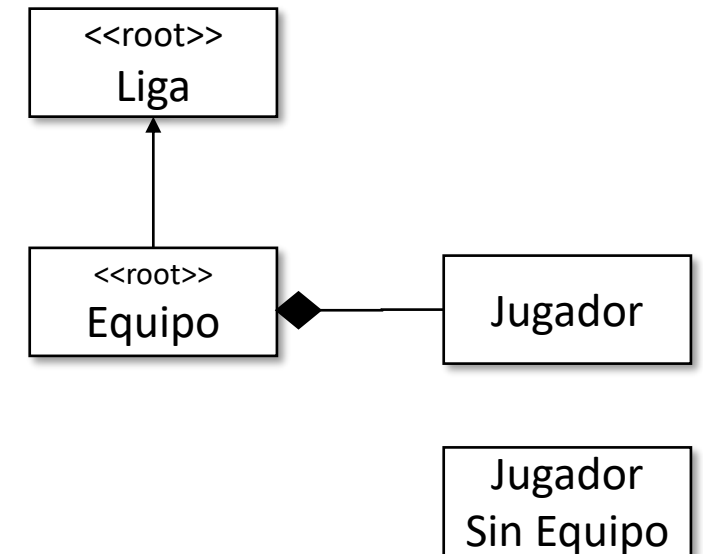 <<root>>
Liga
<<root>>
Equipo
Jugador
Jugador
Sin Equipo